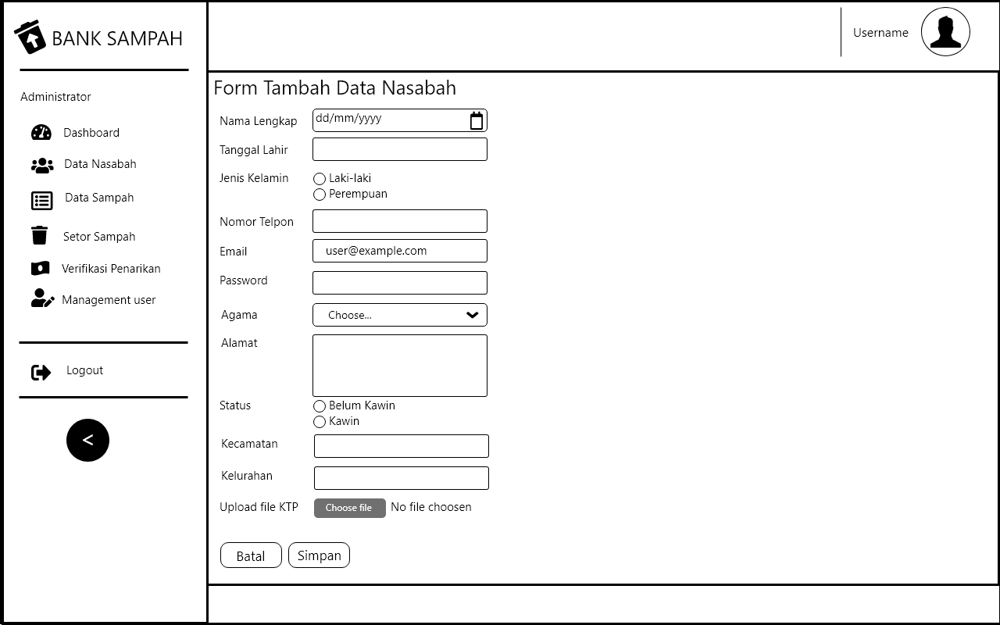 BANK SAMPAH
Username
Administrator
Dashboard
Data Nasabah
Data Sampah
Setor Sampah
Verifikasi Penarikan
Management user
Logout
<
Form Tambah Data Nasabah
Nama Lengkap dd/mm/yyyy
Tanggal Lahir
Jenis Kelamin Laki-laki
Perempuan
Nomor Telpon
Email user@example.com
Password
Agama Choose...
Alamat
Status Belum Kawin
Kawin
Kecamatan
Kelurahan
Upload file KTP Choose file No file choosen
Batal Simpan